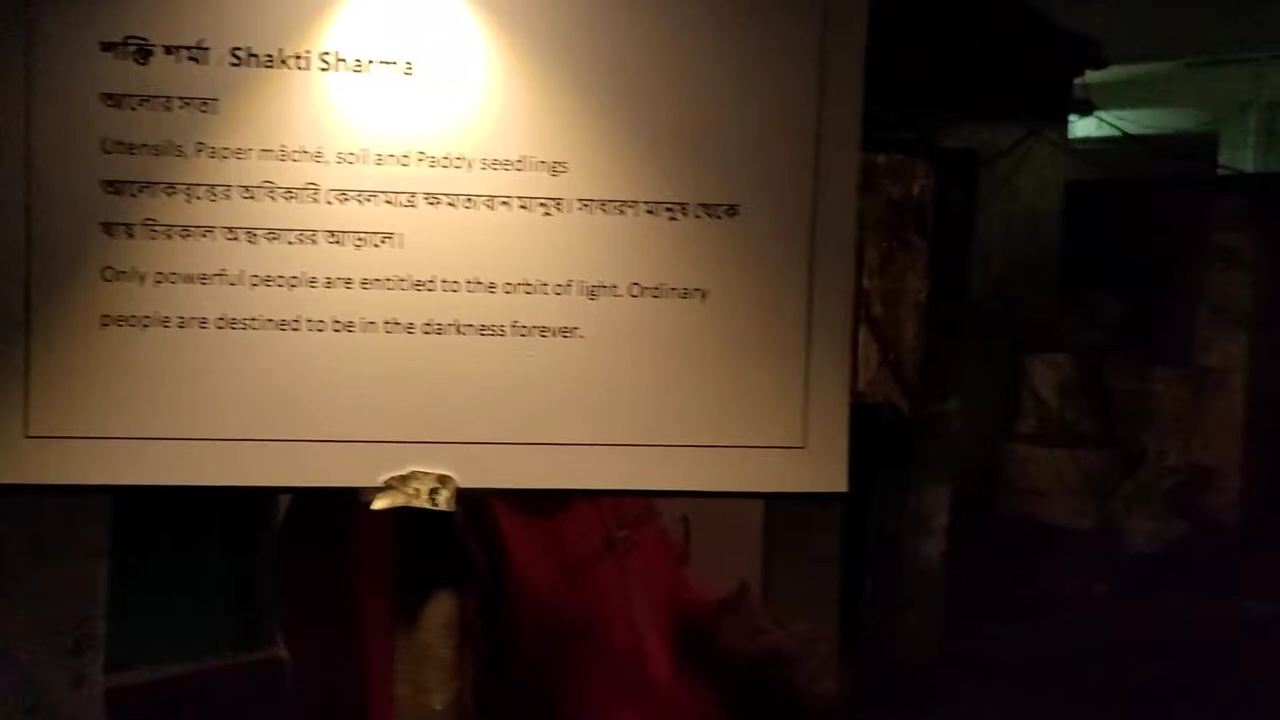 শক্তি শর্মা Shakti Sharma
আলোর সত্য
Utensils, Paper mâché, soil and Paddy seedlings
আলোকবৃত্তের অধিকারি কেবলমাত্র ক্ষমতাবান মানুষ। সাধারণ মানুষ থেকে
যায় চিরকাল অন্ধকারের আড়ালে।
Only powerful people are entitled to the orbit of light. Ordinary
people are destined to be in the darkness forever.